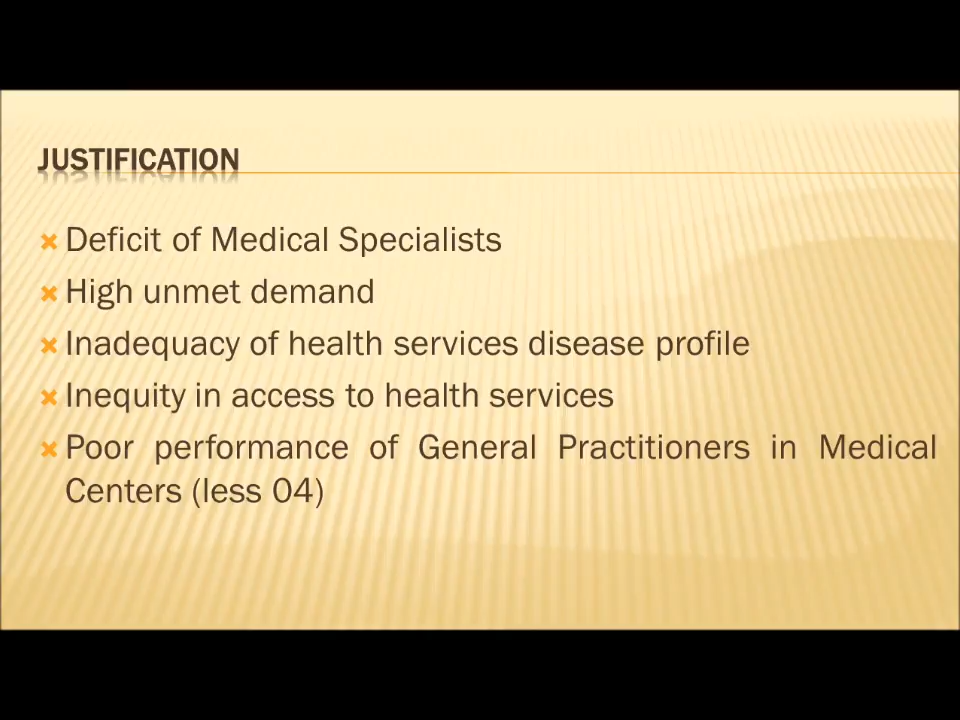 JUSTIFICATION
Deficit of Medical Specialists
High unmet demand
Inadequacy of health services disease profile
Inequity in access to health services
Poor performance of General Practitioners in Medical
Centers (less 04)